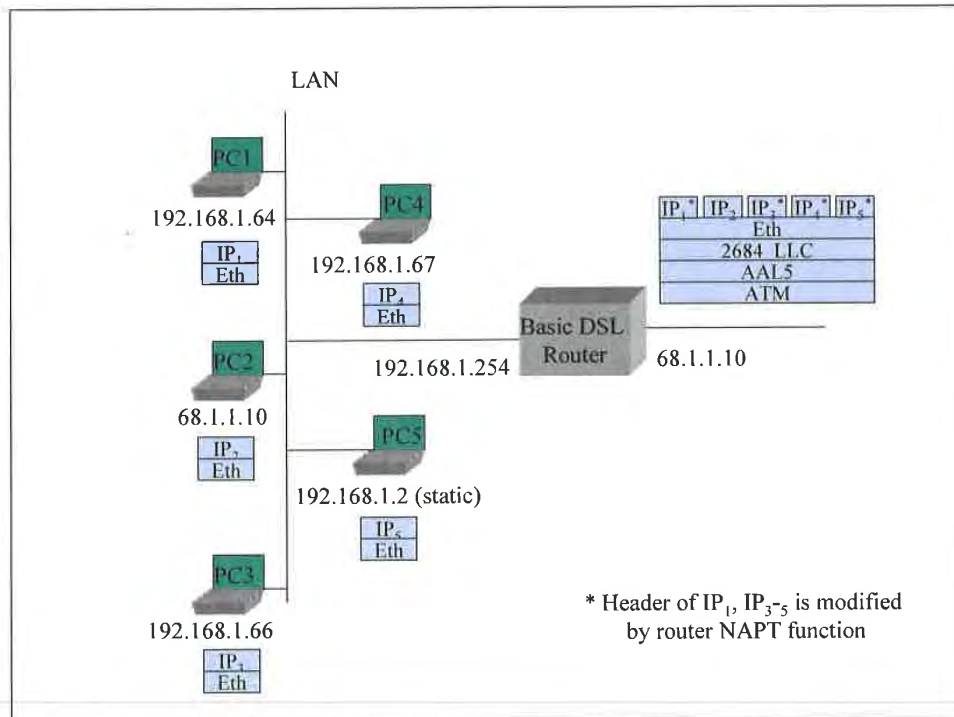 LAN
PC1
192.168.1.64
IP₁
Eth
PC4
192.168.1.67
IP₄
Eth
IP₁* IP₂ IP₃* IP₄* IP₅*
Eth
2684 LLC
AAL5
ATM
Basic DSL
Router
192.168.1.254
68.1.1.10
PC2
68.1.1.10
IP₂
Eth
PC5
192.168.1.2 (static)
IP₅
Eth
PC3
192.168.1.66
IP₃
Eth
* Header of IP₁, IP₃-₅ is modified
by router NAPT function